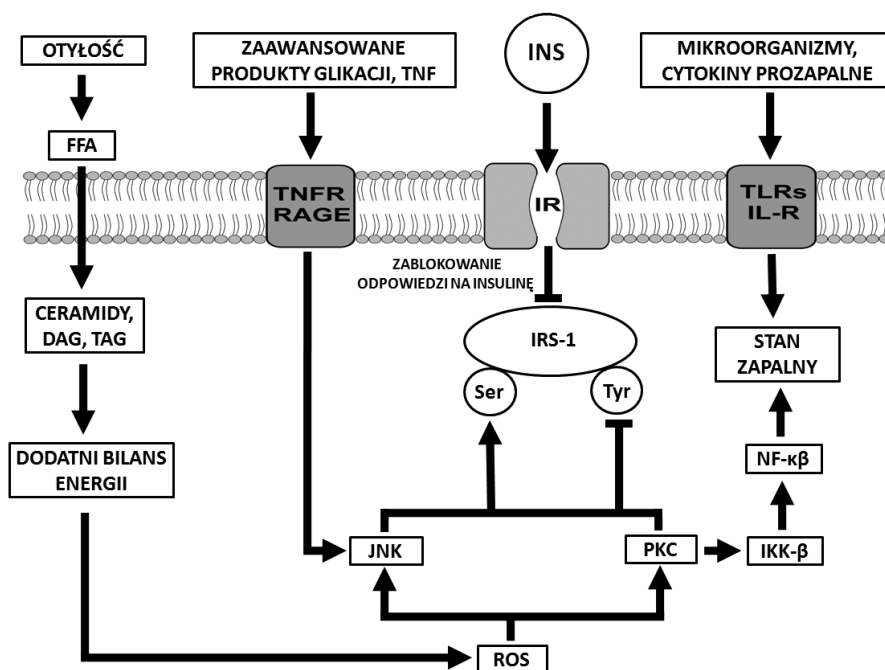 OTYŁOŚĆ
ZAAWANSOWANE
PRODUKTY GLIKACJI, TNF
INS
MIKROORGANIZMY,
CYTOKINY PROZAPALNE
FFA
TNFR
RAGE
IR
TLRs
IL-R
ZABLOKOWANIE
ODPOWIEDZI NA INSULINĘ
CERAMIDY,
DAG, TAG
IRS-1
STAN
ZAPALNY
Ser
Tyr
DODATNI BILANS
ENERGII
NF-κβ
JNK
PKC
IKK-β
ROS